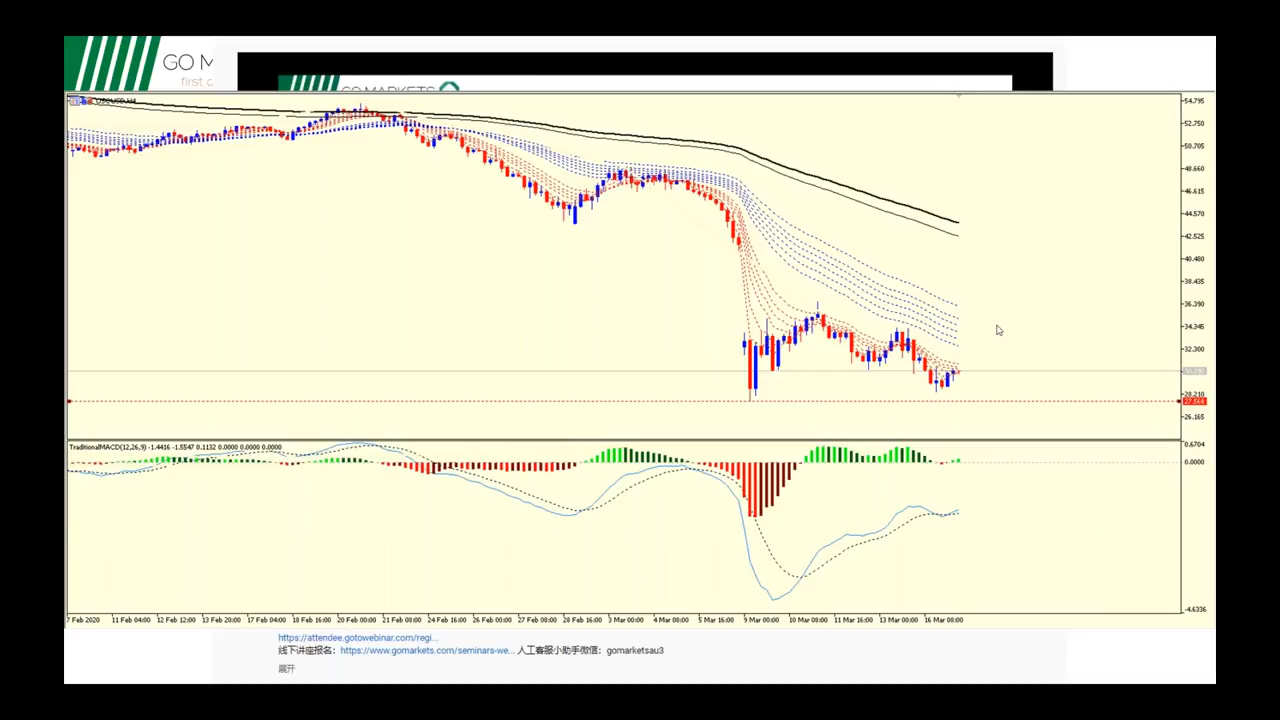 GO M
first c
GO MARKETS
54.795
52.750
50.705
48.660
46.615
44.570
42.525
40.480
38.435
36.390
34.345
32.300
28.210
27.568
26.165
TraditionalMACD(12,26,9) -1.4416 -1.5547 0.1132 0.0000 0.0000 0.0000
0.6704
0.0000
-4.6336
7 Feb 2020 11 Feb 04:00 12 Feb 12:00 13 Feb 20:00 17 Feb 04:00 18 Feb 16:00 20 Feb 00:00 21 Feb 08:00 24 Feb 16:00 26 Feb 00:00 27 Feb 08:00 28 Feb 16:00 3 Mar 00:00 4 Mar 08:00 5 Mar 16:00 9 Mar 00:00 10 Mar 08:00 11 Mar 16:00 13 Mar 00:00 16 Mar 08:00
https://attendee.gotowebinar.com/regi...
线下讲座报名：https://www.gomarkets.com/seminars-we... 人工客服小助手微信：gomarketsau3
展开